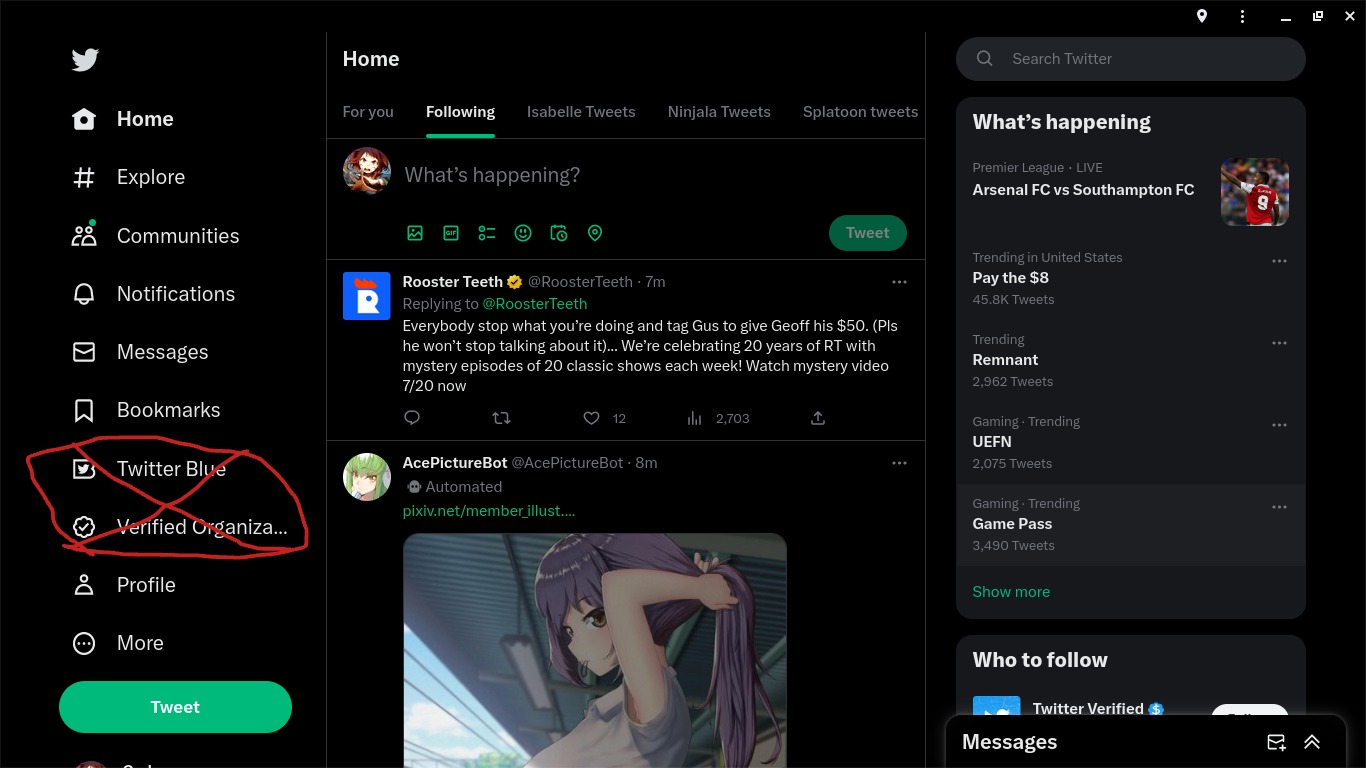 Home
Explore
Communities
Notifications
Messages
Bookmarks
Twitter Blue
Verified Organiza...
Profile
More
Tweet
Home
For you
Following
Isabelle Tweets
Ninjala Tweets
Splatoon tweets
What's happening?
GIF
Tweet
Rooster Teeth @RoosterTeeth · 7m
Replying to @RoosterTeeth
Everybody stop what you're doing and tag Gus to give Geoff his $50. (Pls
he won't stop talking about it)... We're celebrating 20 years of RT with
mystery episodes of 20 classic shows each week! Watch mystery video
7/20 now
12
2,703
AcePictureBot @AcePictureBot · 8m
Automated
pixiv.net/member_illust....
Search Twitter
What's happening
Premier League · LIVE
Arsenal FC vs Southampton FC
9
Trending in United States
Pay the $8
45.8K Tweets
Trending
Remnant
2,962 Tweets
Gaming · Trending
UEFN
2,075 Tweets
Gaming · Trending
Game Pass
3,490 Tweets
Show more
Who to follow
Twitter Verified
Messages